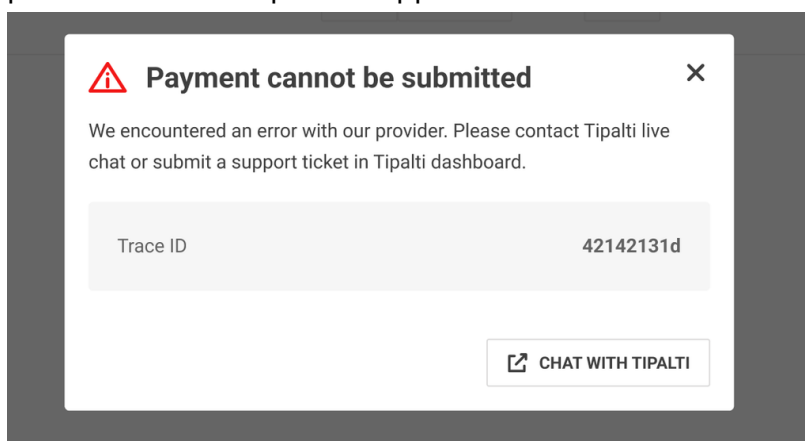 Payment cannot be submitted
We encountered an error with our provider. Please contact Tipalti live
chat or submit a support ticket in Tipalti dashboard.
Trace ID 42142131d
CHAT WITH TIPALTI